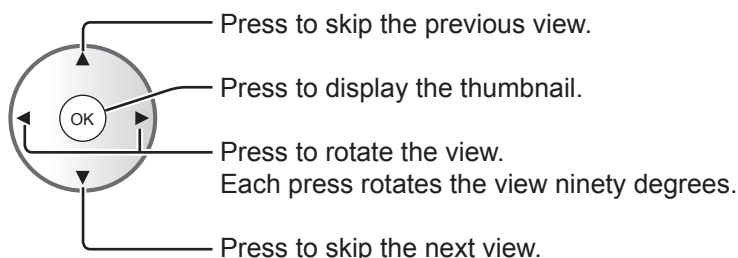 Press to skip the previous view.
OK
Press to display the thumbnail.
Press to rotate the view.
Each press rotates the view ninety degrees.
Press to skip the next view.